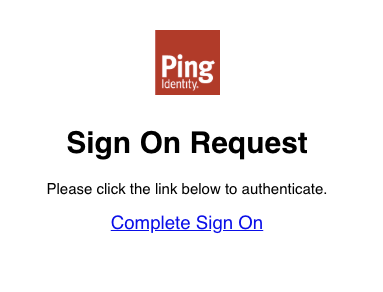 Ping
Identity.
Sign On Request
Please click the link below to authenticate.
Complete Sign On